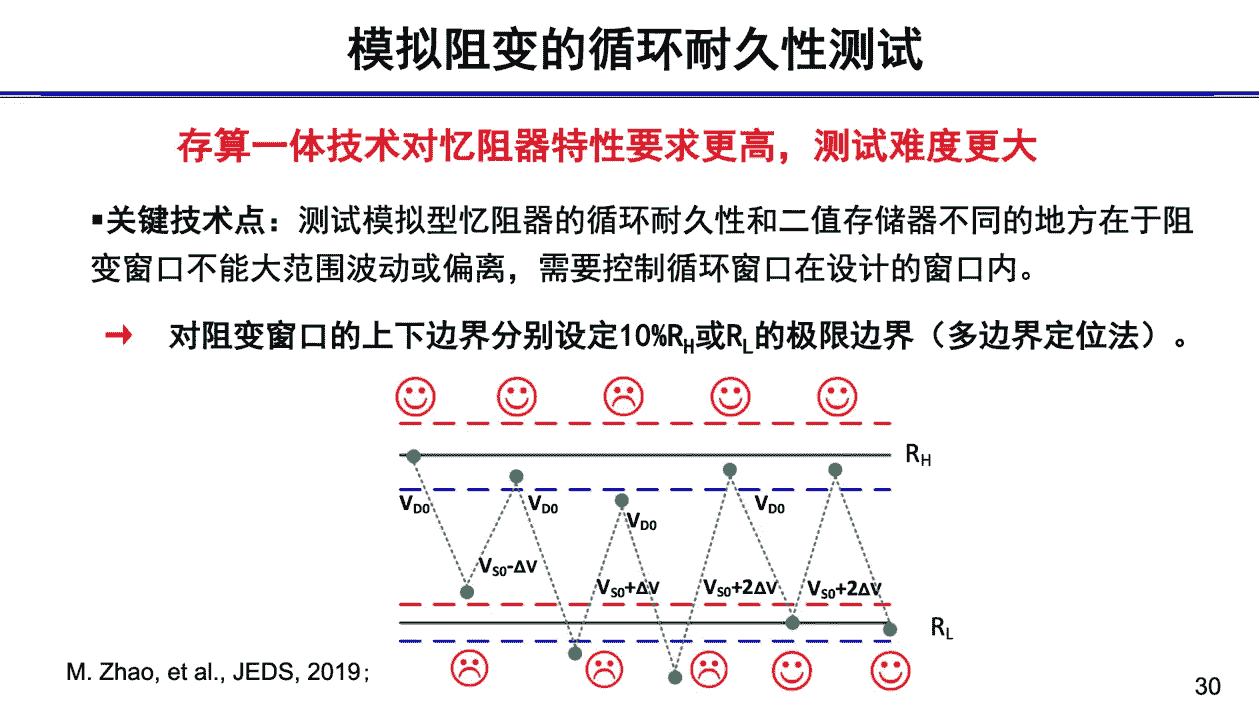 模拟阻变的循环耐久性测试
存算一体技术对忆阻器特性要求更高，测试难度更大
▪关键技术点：测试模拟型忆阻器的循环耐久性和二值存储器不同的地方在于阻
变窗口不能大范围波动或偏离，需要控制循环窗口在设计的窗口内。
→ 对阻变窗口的上下边界分别设定10%RH或RL的极限边界（多边界定位法）。
RH
VD0 VD0 VD0 VD0
VS0-ΔV
VS0+ΔV VS0+2ΔV VS0+2ΔV
RL
M. Zhao, et al., JEDS, 2019；
30